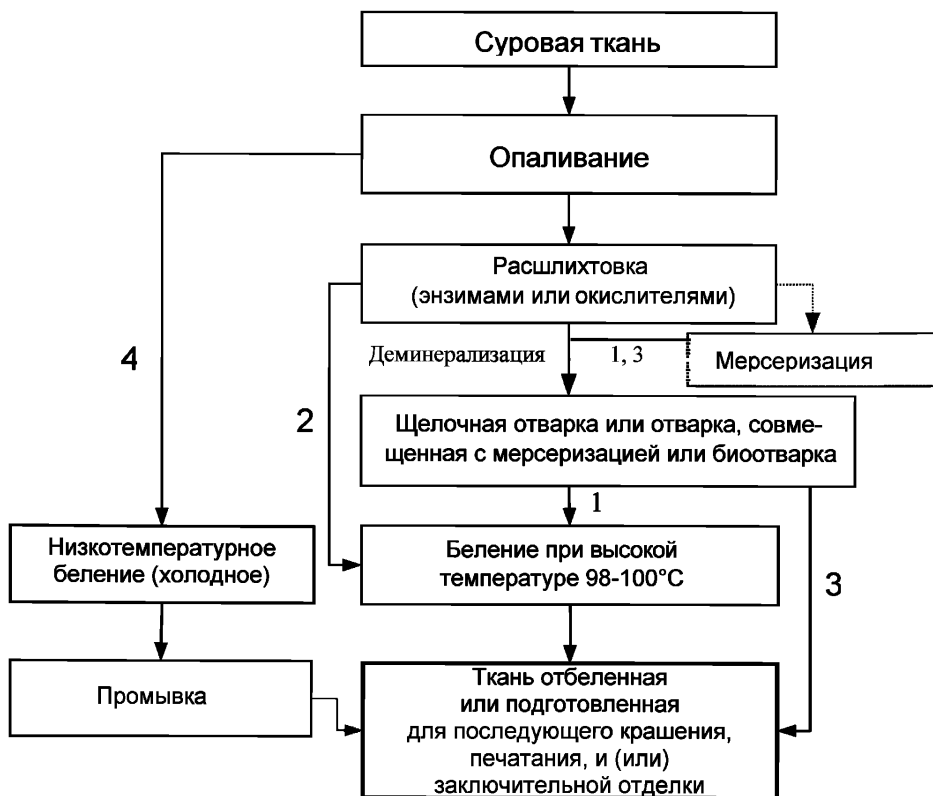 Суровая ткань
Опаливание
Расшлихтовка
(энзимами или окислителями)
Деминерализация
1, 3
Мерсеризация
4
2
Щелочная отварка или отварка, совме-
щенная с мерсеризацией или биоотварка
1
Низкотемпературное
беление (холодное)
Беление при высокой
температуре 98-100°С
3
Промывка
Ткань отбеленная
или подготовленная
для последующего крашения,
печатания, и (или)
заключительной отделки